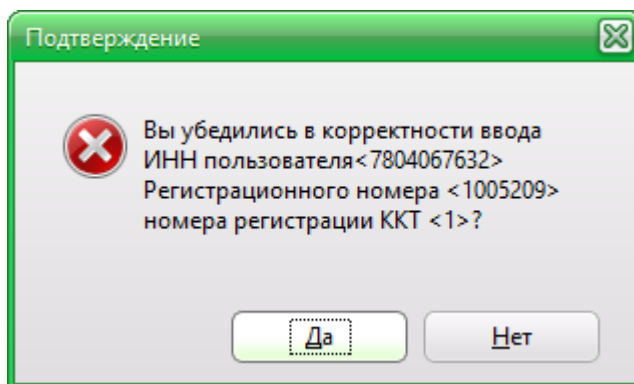 Подтверждение
Вы убедились в корректности ввода
ИНН пользователя<7804067632>
Регистрационного номера <1005209>
номера регистрации ККТ <1>?
Да
Нет